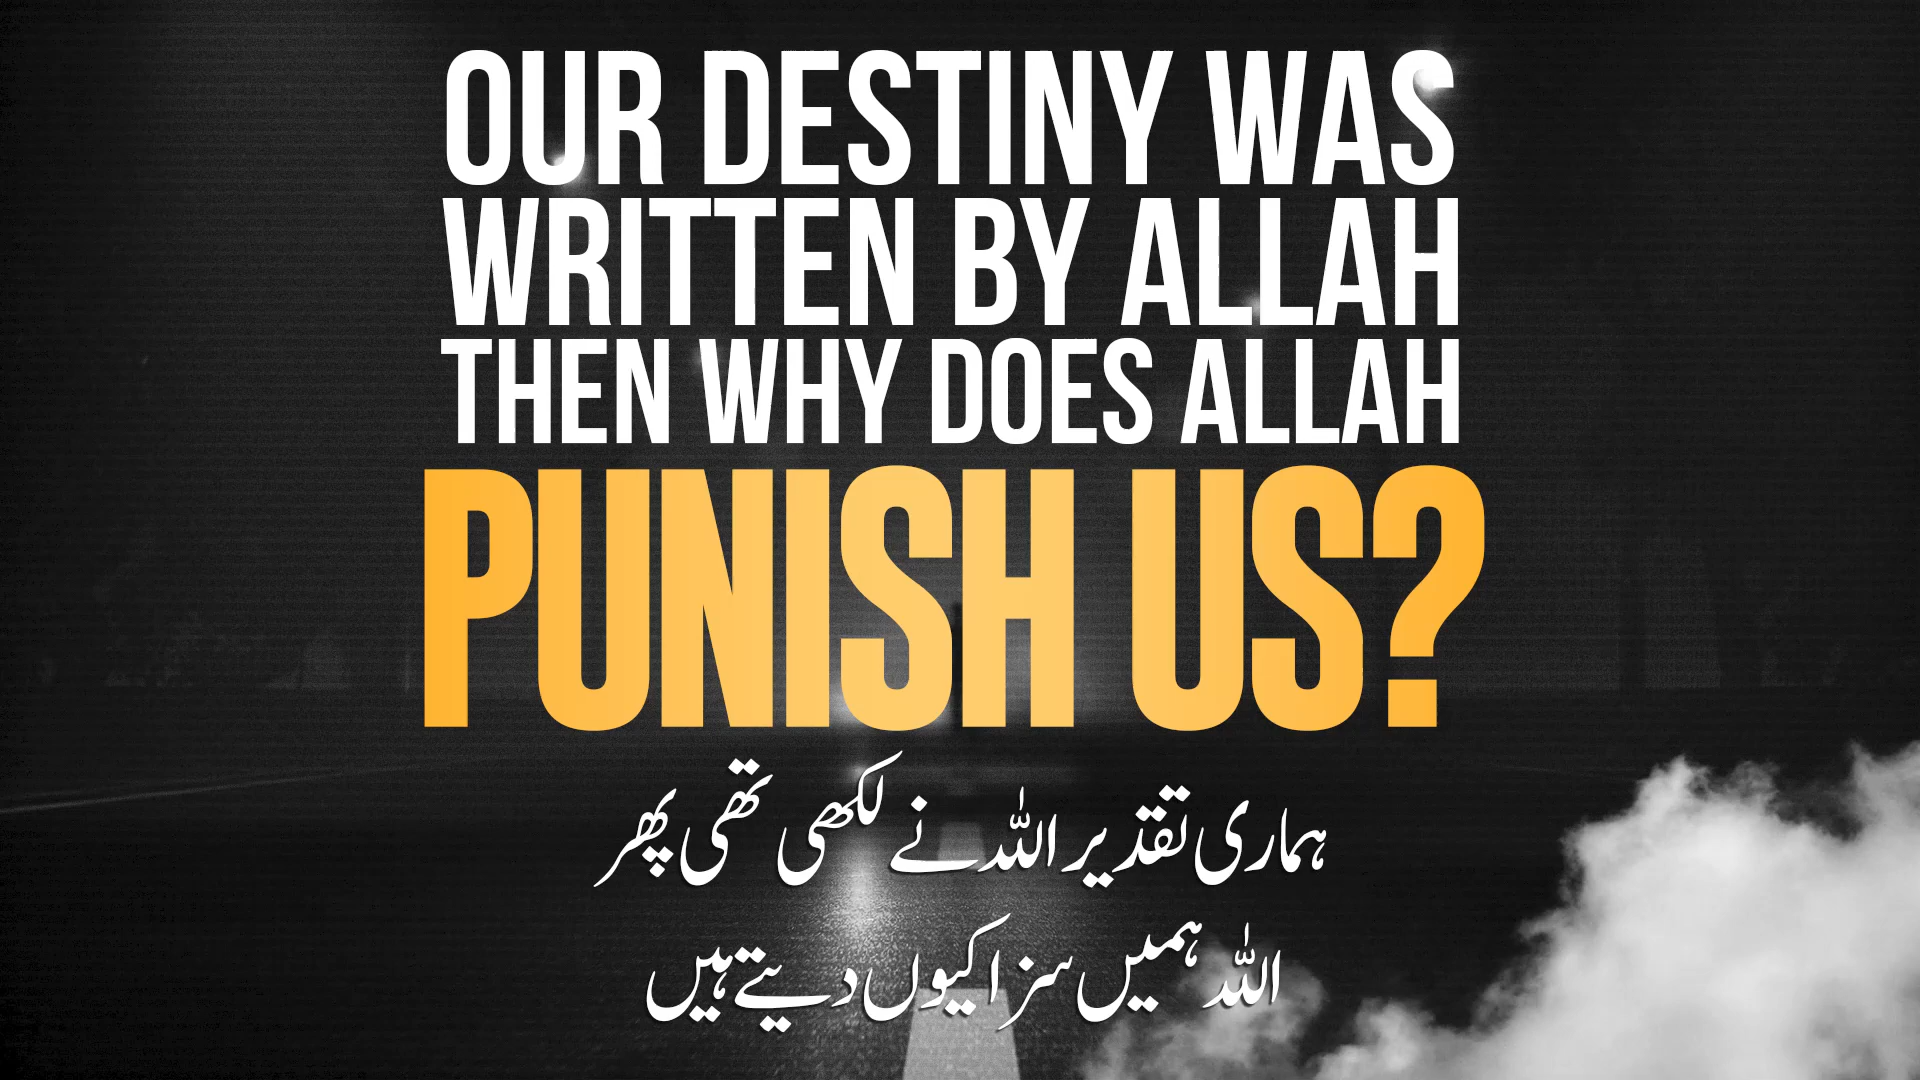 OUR DESTINY WAS
WRITTEN BY ALLAH
THEN WHY DOES ALLAH
PUNISH US?
ہماری تقدیر اللہ نے لکھی تھی پھر
اللہ ہمیں سزا کیوں دیتے ہیں